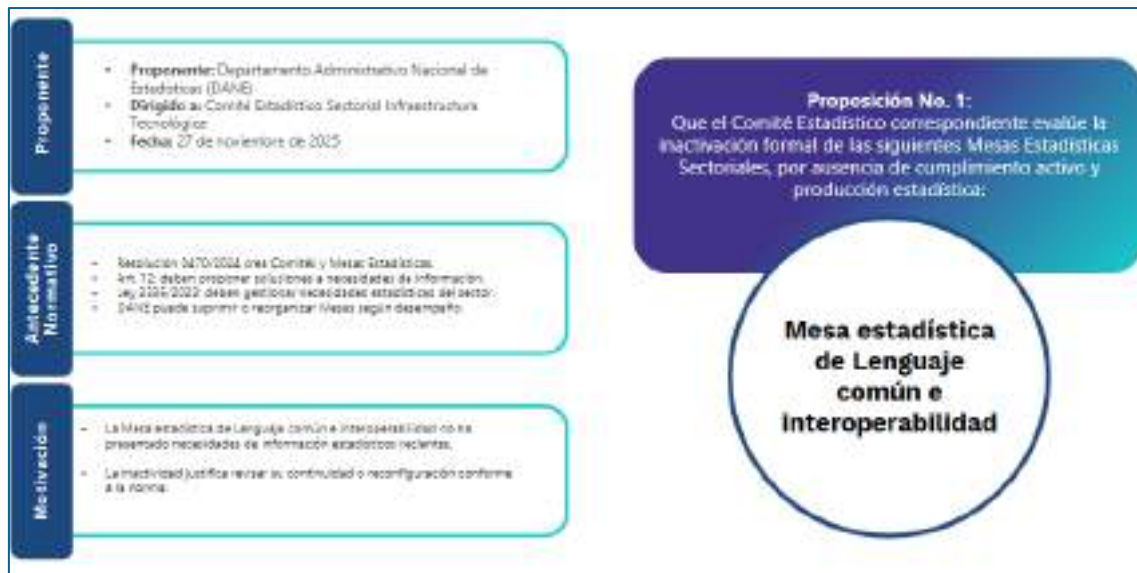 Proponente
• Proponente: Departamento Administrativo Nacional de
Estadísticas (DANE)
• Dirigido a: Comité Estadístico Sectorial Infraestructura
Tecnológica
• Fecha: 27 de noviembre de 2025
Antecedente
Normativo
• Resolución 0470/2024 crea Comités y Mesas Estadísticas.
• Art. 12: deben proponer soluciones a necesidades de información.
• Ley 2335/2023: deben gestionar necesidades estadísticas del sector.
• DANE puede suprimir o reorganizar Mesas según desempeño.
Motivación
• La Mesa estadística de Lenguaje común e interoperabilidad no ha
presentado necesidades de información estadísticas recientes.
• La inactividad justifica revisar su continuidad o reconfiguración conforme
a la norma.
Proposición No. 1:
Que el Comité Estadístico correspondiente evalúe la
inactivación formal de las siguientes Mesas Estadísticas
Sectoriales, por ausencia de cumplimiento activo y
producción estadística:
Mesa estadística
de Lenguaje
común e
interoperabilidad